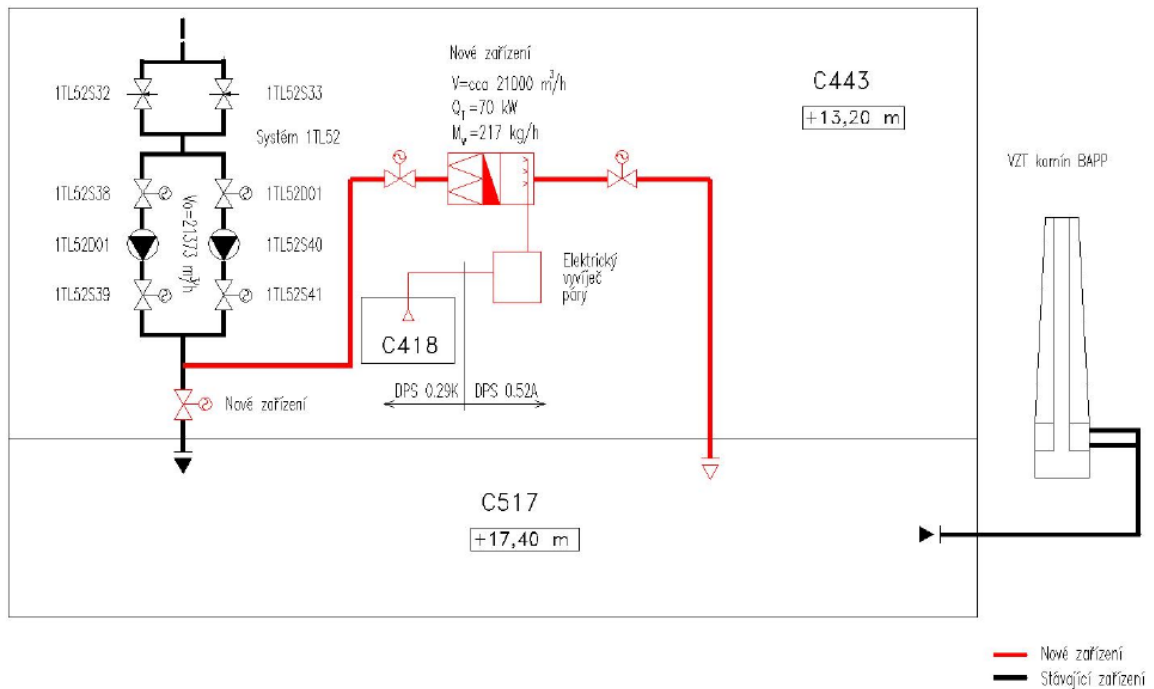 Nové zařízení
V=cca 21000 m³/h
Q_T=70 kW
M_w=217 kg/h
C443
+13,20 m
1TL52S32
1TL52S33
Systém 1TL52
VZT komín BAPP
1TL52S38
1TL52D01
Vo=21373 m³/h
1TL52D01
1TL52S40
Elektrický
vyvíječ
páry
1TL52S39
1TL52S41
C418
DPS 0.29K
DPS 0.52A
Nové zařízení
C517
+17,40 m
Nové zařízení
Stávající zařízení